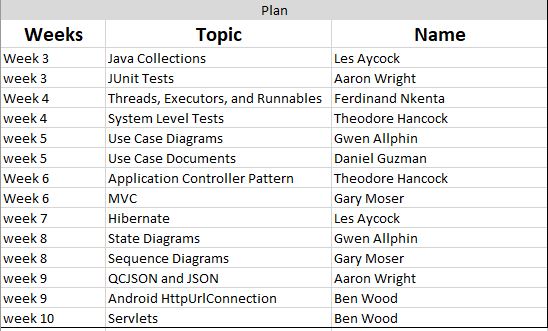 Plan
Weeks Topic Name
Week 3 Java Collections Les Aycock
week 3 JUnit Tests Aaron Wright
Week 4 Threads, Executors, and Runnables Ferdinand Nkenta
week 4 System Level Tests Theodore Hancock
week 5 Use Case Diagrams Gwen Allphin
week 5 Use Case Documents Daniel Guzman
Week 6 Application Controller Pattern Theodore Hancock
Week 6 MVC Gary Moser
week 7 Hibernate Les Aycock
week 8 State Diagrams Gwen Allphin
week 8 Sequence Diagrams Gary Moser
week 9 QCJSON and JSON Aaron Wright
week 9 Android HttpUrlConnection Ben Wood
week 10 Servlets Ben Wood